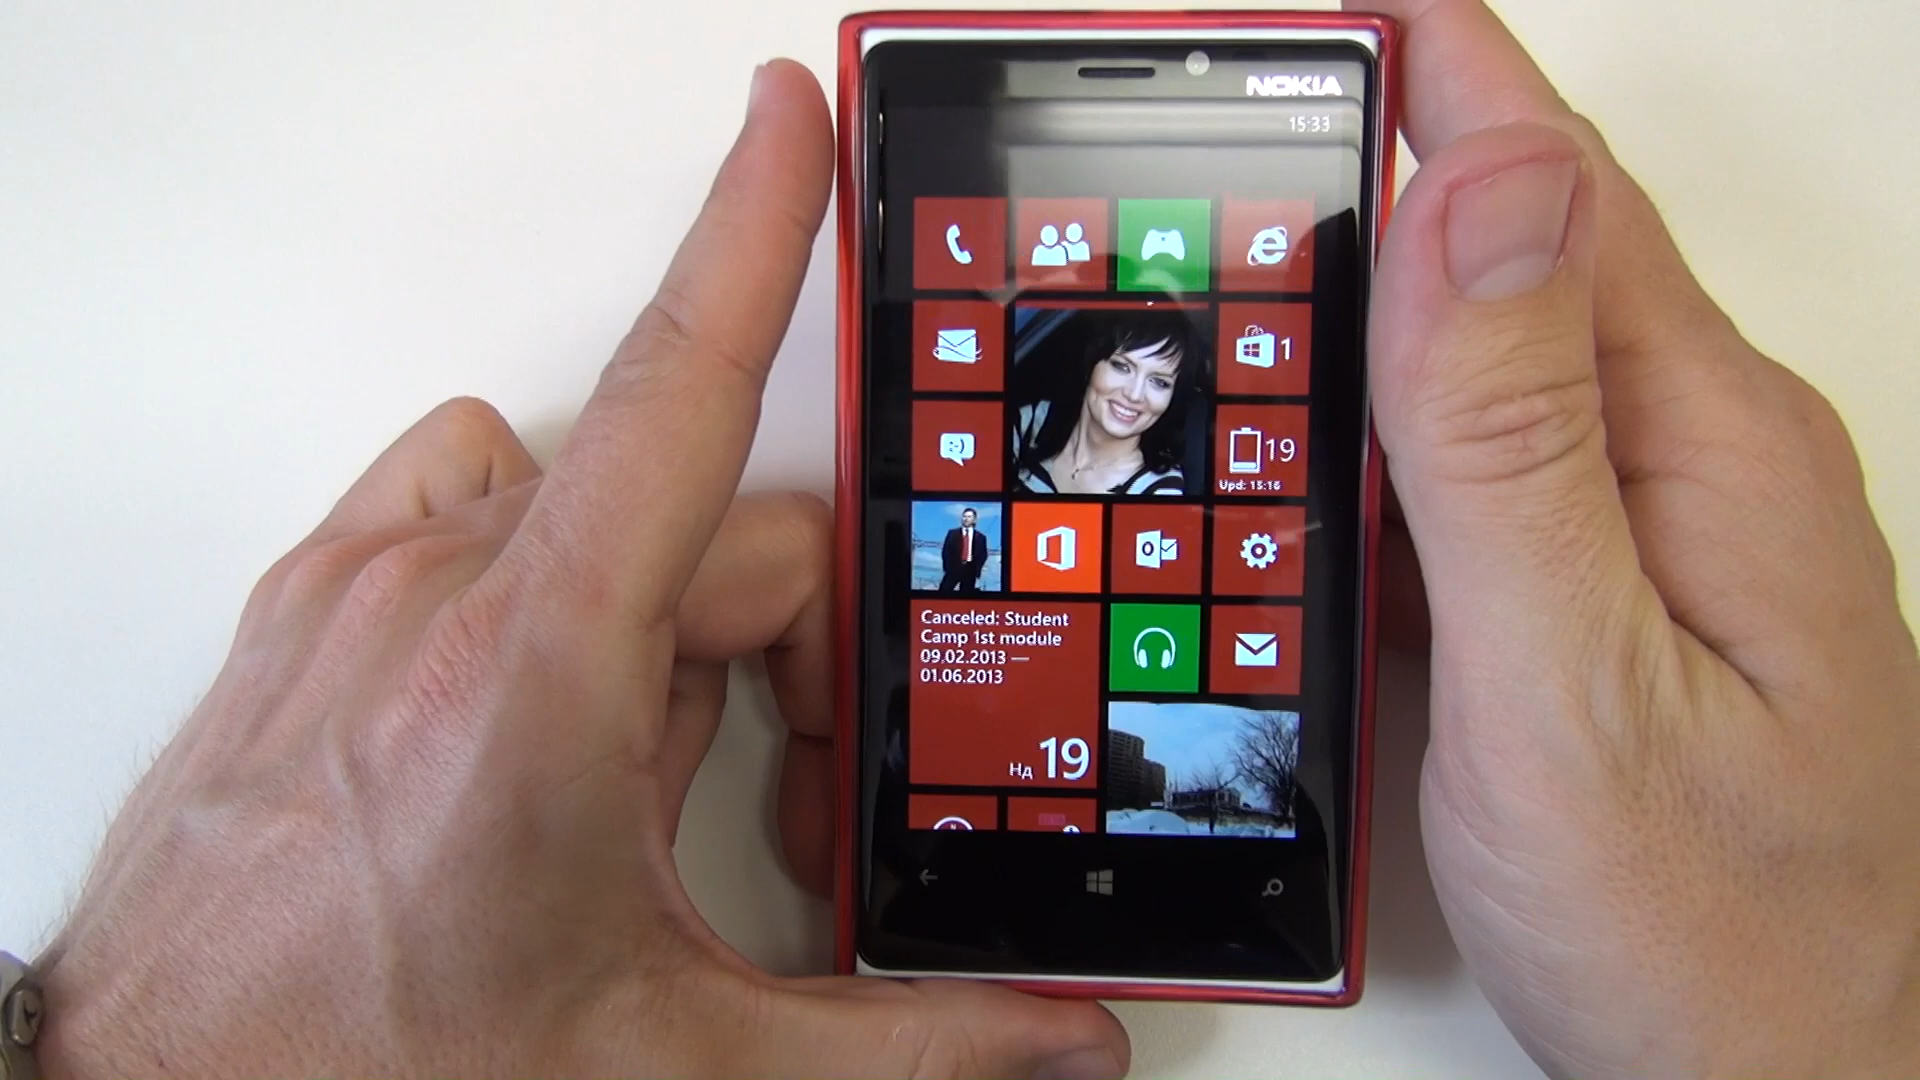 NOKIA
15:33
1
19
Upd: 15:16
Canceled: Student
Camp 1st module
09.02.2013 —
01.06.2013
Нд 19